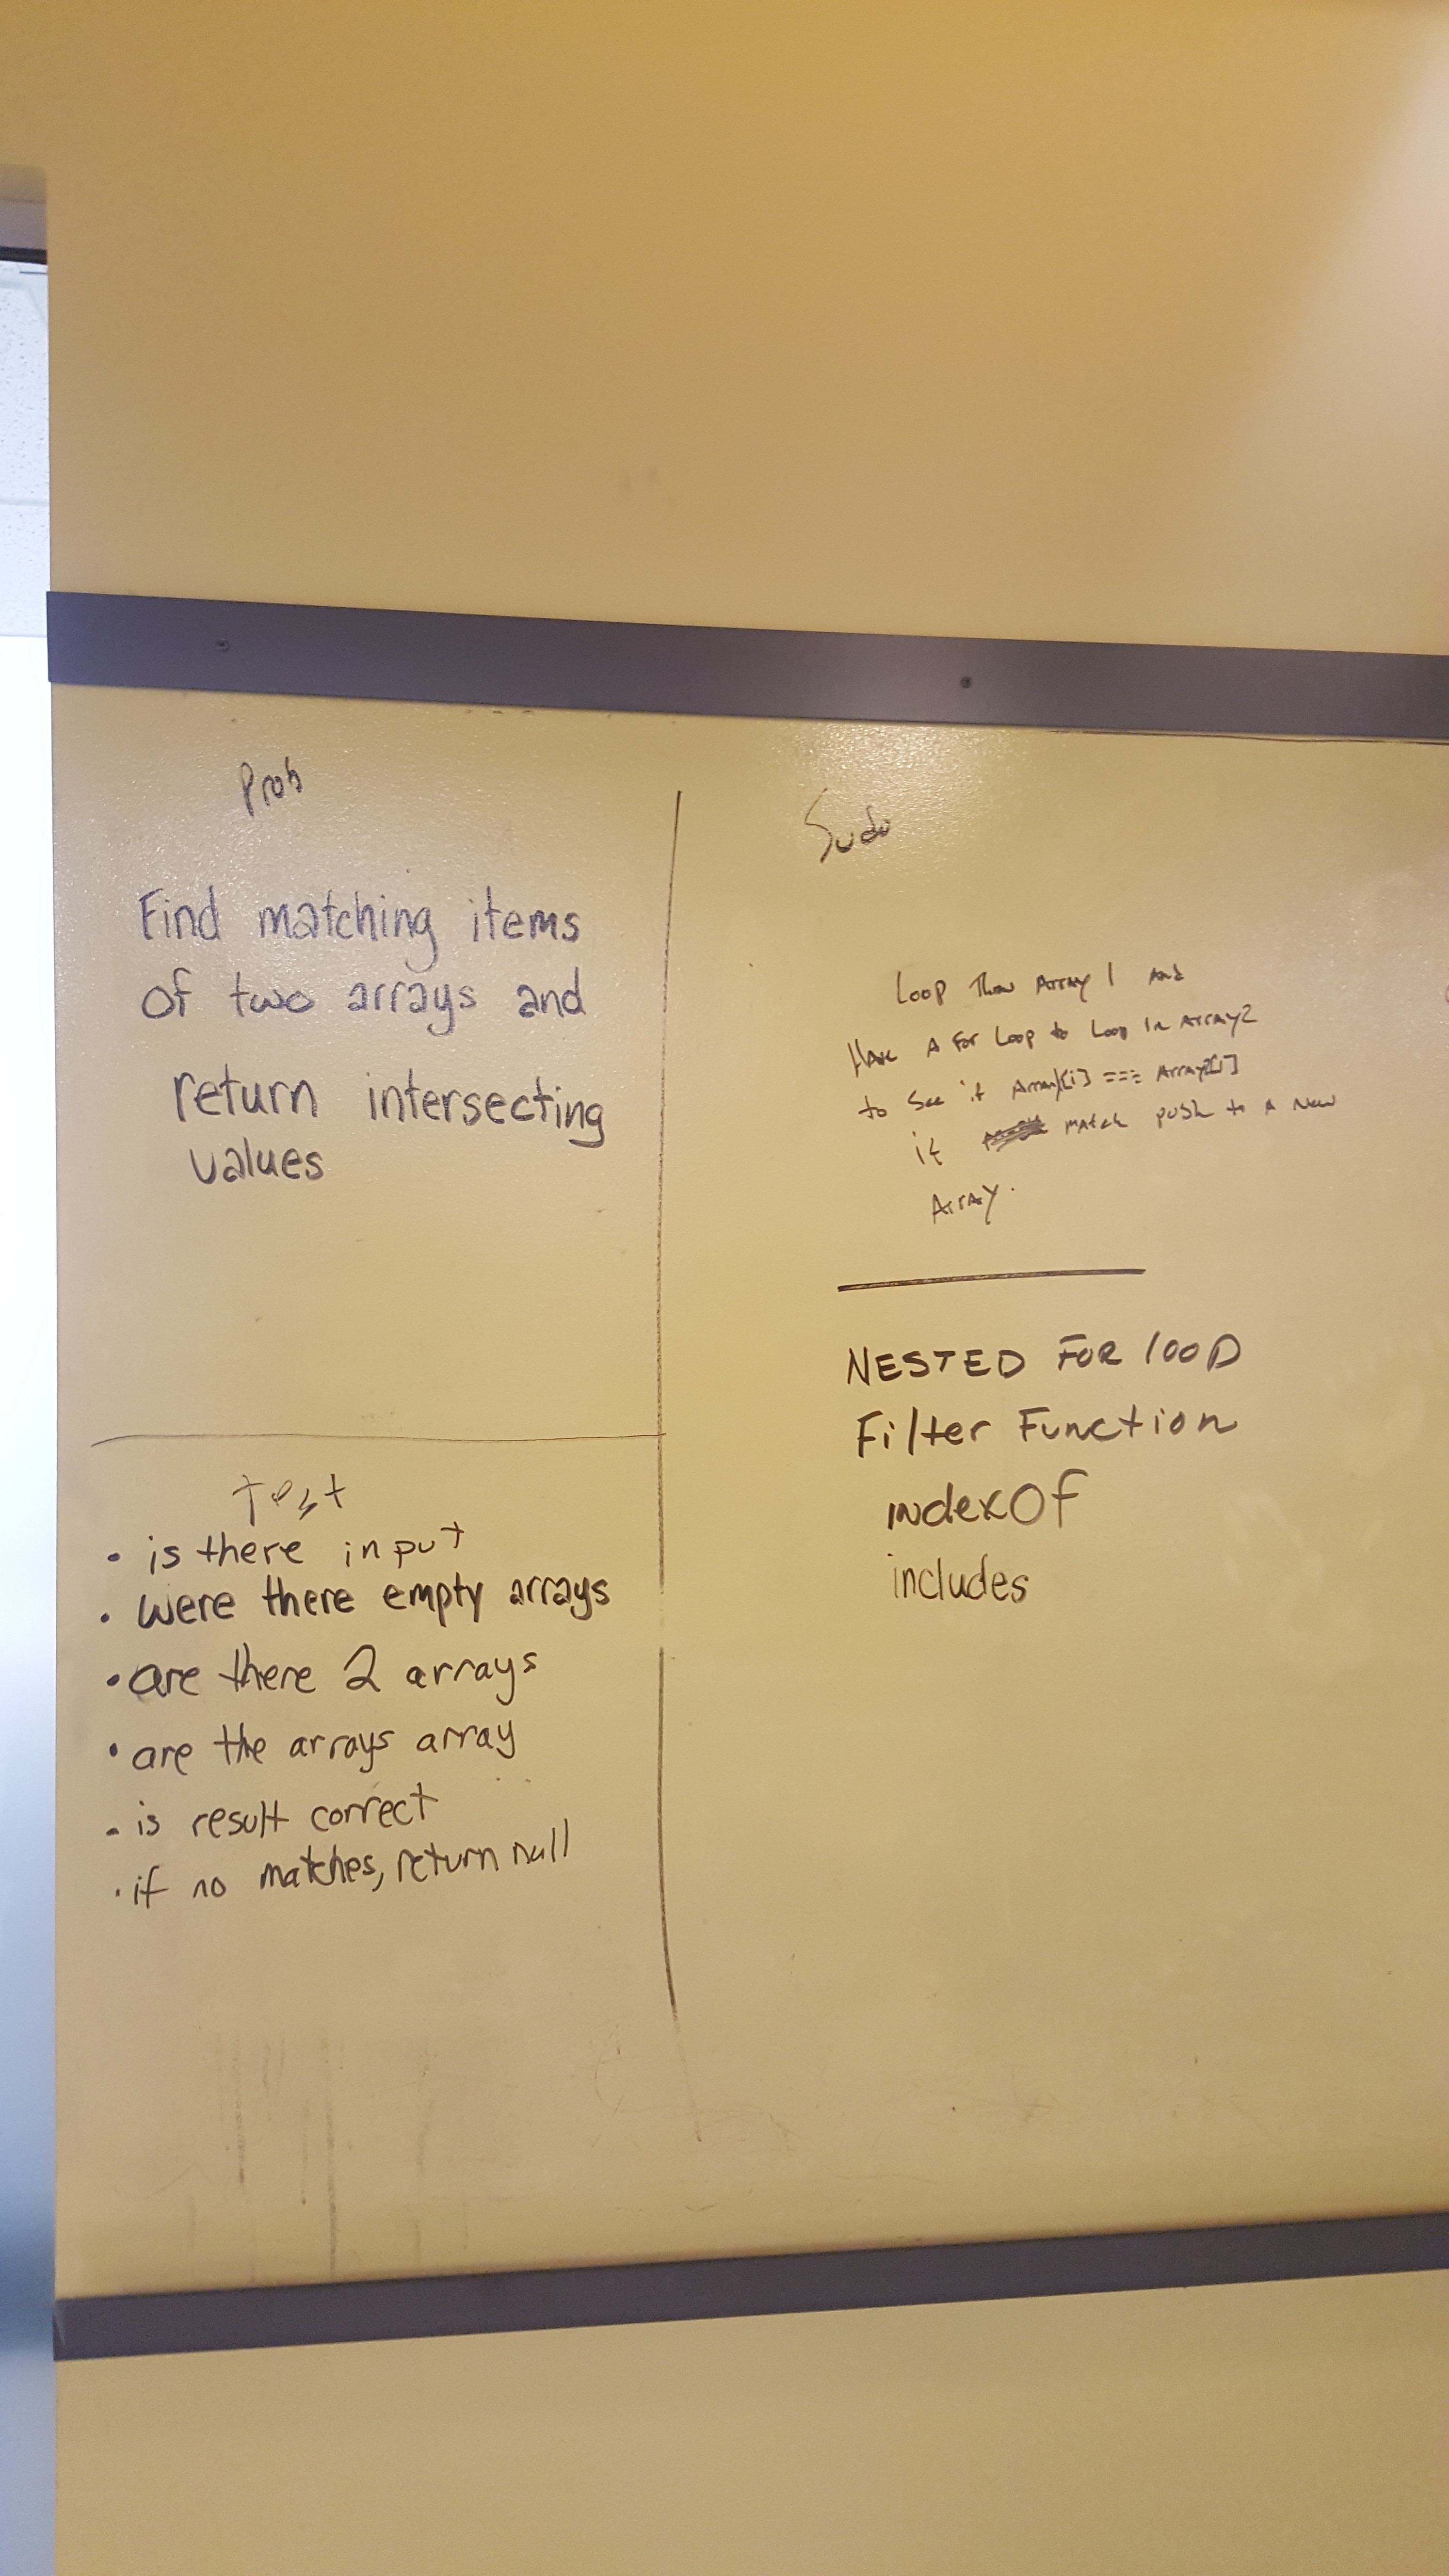 Prob
Find matching items
of two arrays and
return intersecting
values
Test
• is there input
• were there empty arrays
• are there 2 arrays
• are the arrays array
• is result correct
• if no matches, return null
Sudo
Loop Thru Array 1 And
Have A For Loop to Loop In Array2
to see if Array[i] === Array2[j]
if match push to A New
Array.
NESTED FOR loop
Filter Function
indexOf
includes